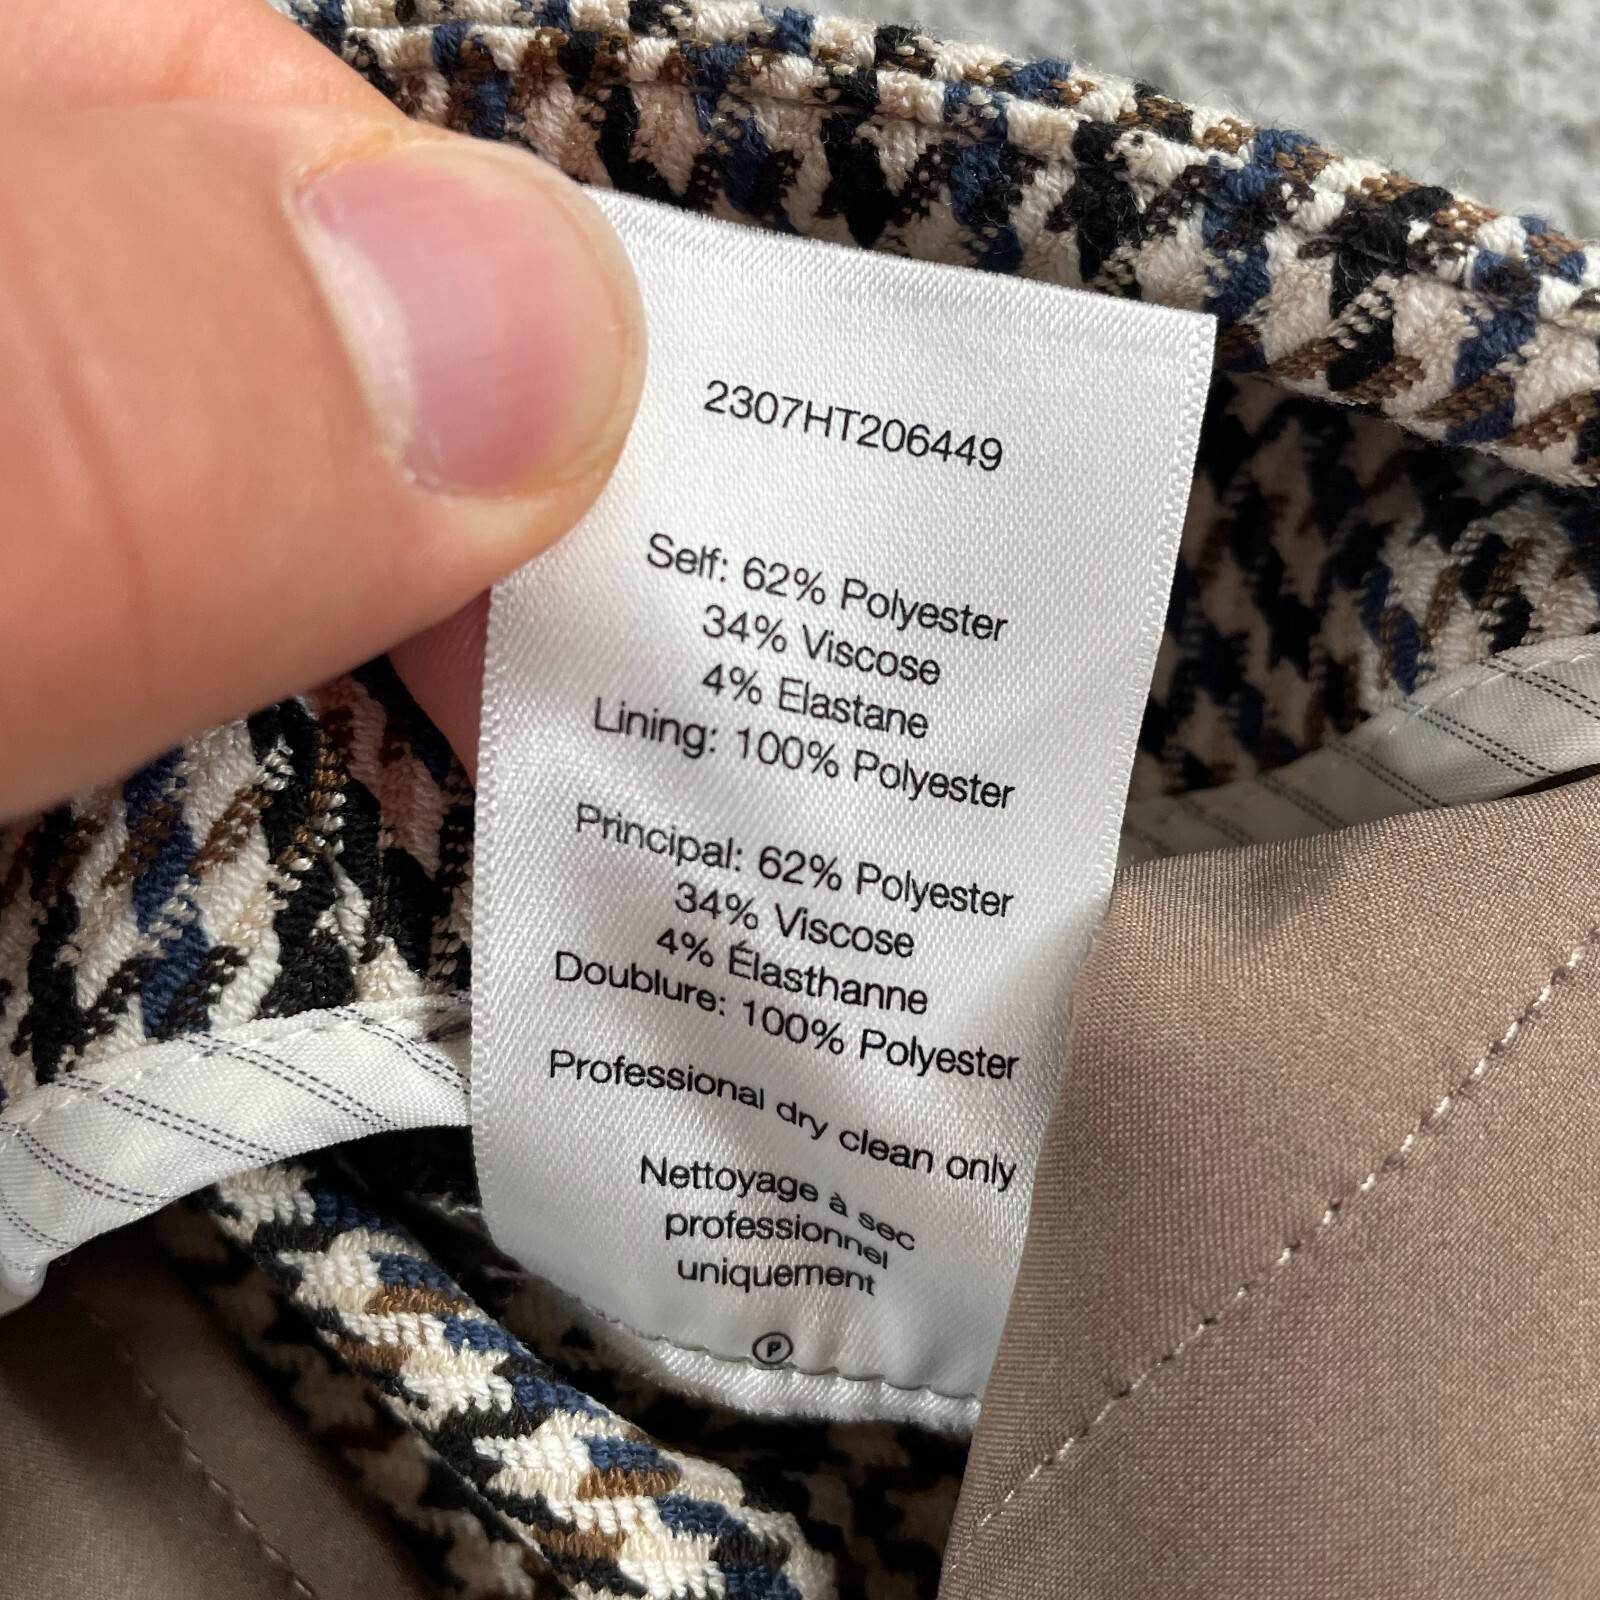 2307HT206449
Self: 62% Polyester
34% Viscose
4% Elastane
Lining: 100% Polyester
Principal: 62% Polyester
34% Viscose
4% Élasthanne
Doublure: 100% Polyester
Professional dry clean only
Nettoyage à sec
professionnel
uniquement
P